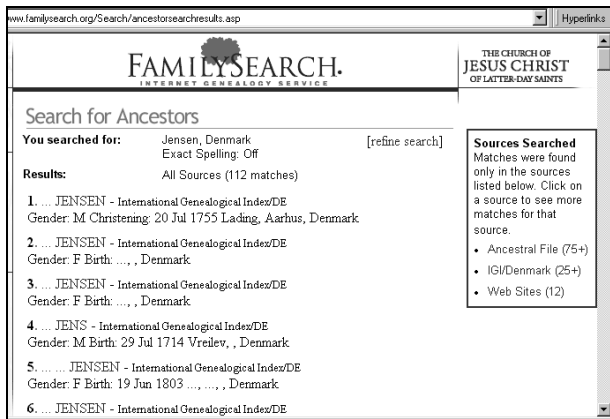 www.familysearch.org/Search/ancestorsearchresults.asp
Hyperlinks
FAMILYSEARCH.
INTERNET GENEALOGY SERVICE
THE CHURCH OF
JESUS CHRIST
OF LATTER-DAY SAINTS
Search for Ancestors
You searched for: Jensen, Denmark [refine search]
Exact Spelling: Off
Results: All Sources (112 matches)
1. ... JENSEN - International Genealogical Index/DE
Gender: M Christening: 20 Jul 1755 Lading, Aarhus, Denmark
2. ... JENSEN - International Genealogical Index/DE
Gender: F Birth: ..., , Denmark
3. ... JENSEN - International Genealogical Index/DE
Gender: F Birth: ..., , Denmark
4. ... JENS - International Genealogical Index/DE
Gender: M Birth: 29 Jul 1714 Vreilev, , Denmark
5. ... ... JENSEN - International Genealogical Index/DE
Gender: F Birth: 19 Jun 1803 ..., ..., , Denmark
6. ... JENSEN - International Genealogical Index/DE
Sources Searched
Matches were found
only in the sources
listed below. Click on
a source to see more
matches for that
source.
• Ancestral File (75+)
• IGI/Denmark (25+)
• Web Sites (12)